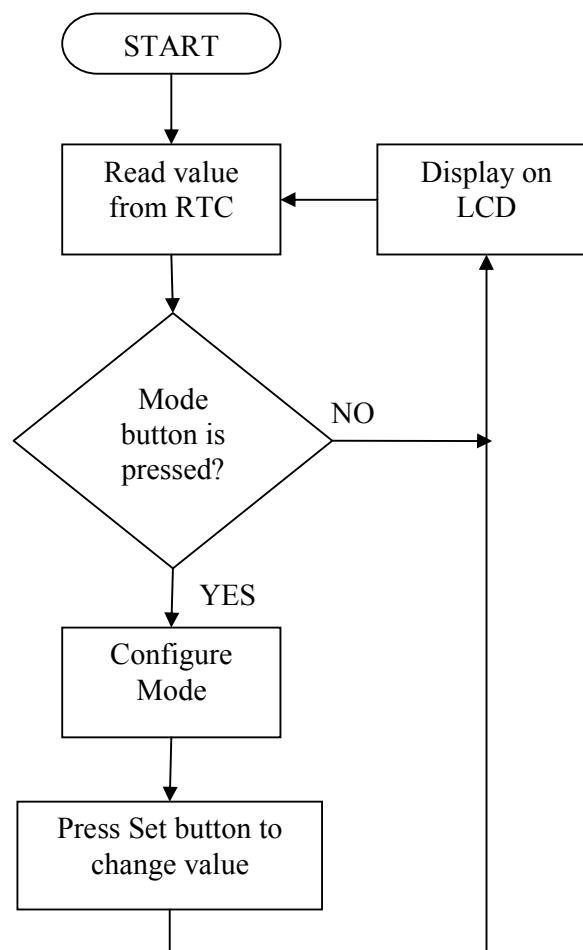 START
Read value
from RTC
Display on
LCD
Mode
button is
pressed?
NO
YES
Configure
Mode
Press Set button to
change value